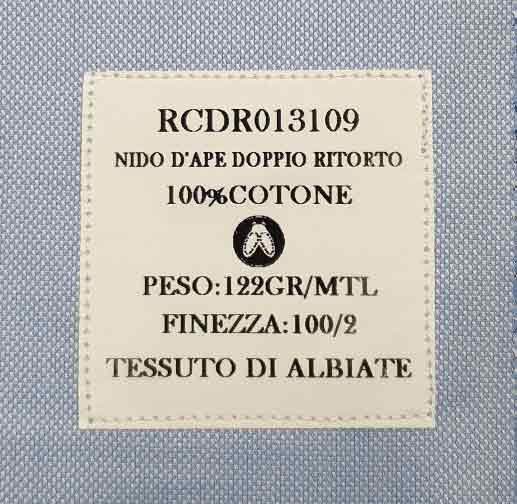 RCDR013109
NIDO D'APE DOPPIO RITORTO
100%COTONE
PESO:122GR/MTL
FINEZZA:100/2
TESSUTO DI ALBIATE